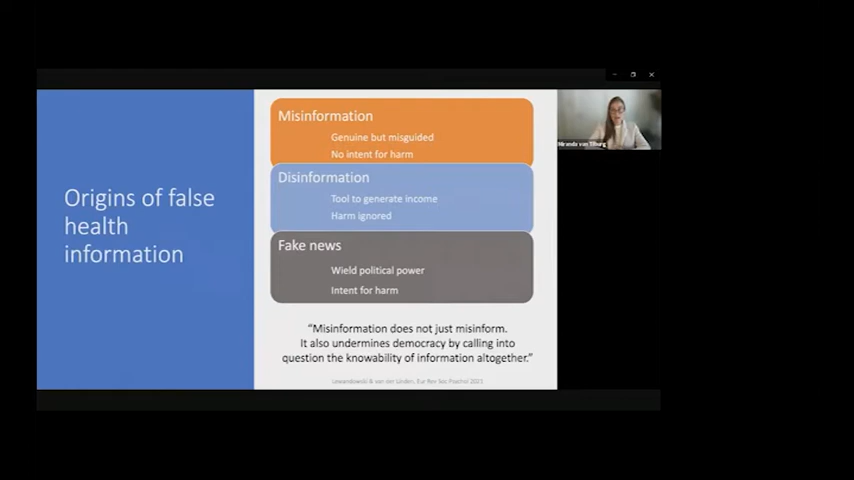 Origins of false
health
information
Misinformation
Genuine but misguided
No intent for harm
Disinformation
Tool to generate income
Harm ignored
Fake news
Wield political power
Intent for harm
“Misinformation does not just misinform.
It also undermines democracy by calling into
question the knowability of information altogether.”
Lewandowski & van der Linden, Eur Rev Soc Psychol 2021
Miranda van Tilburg